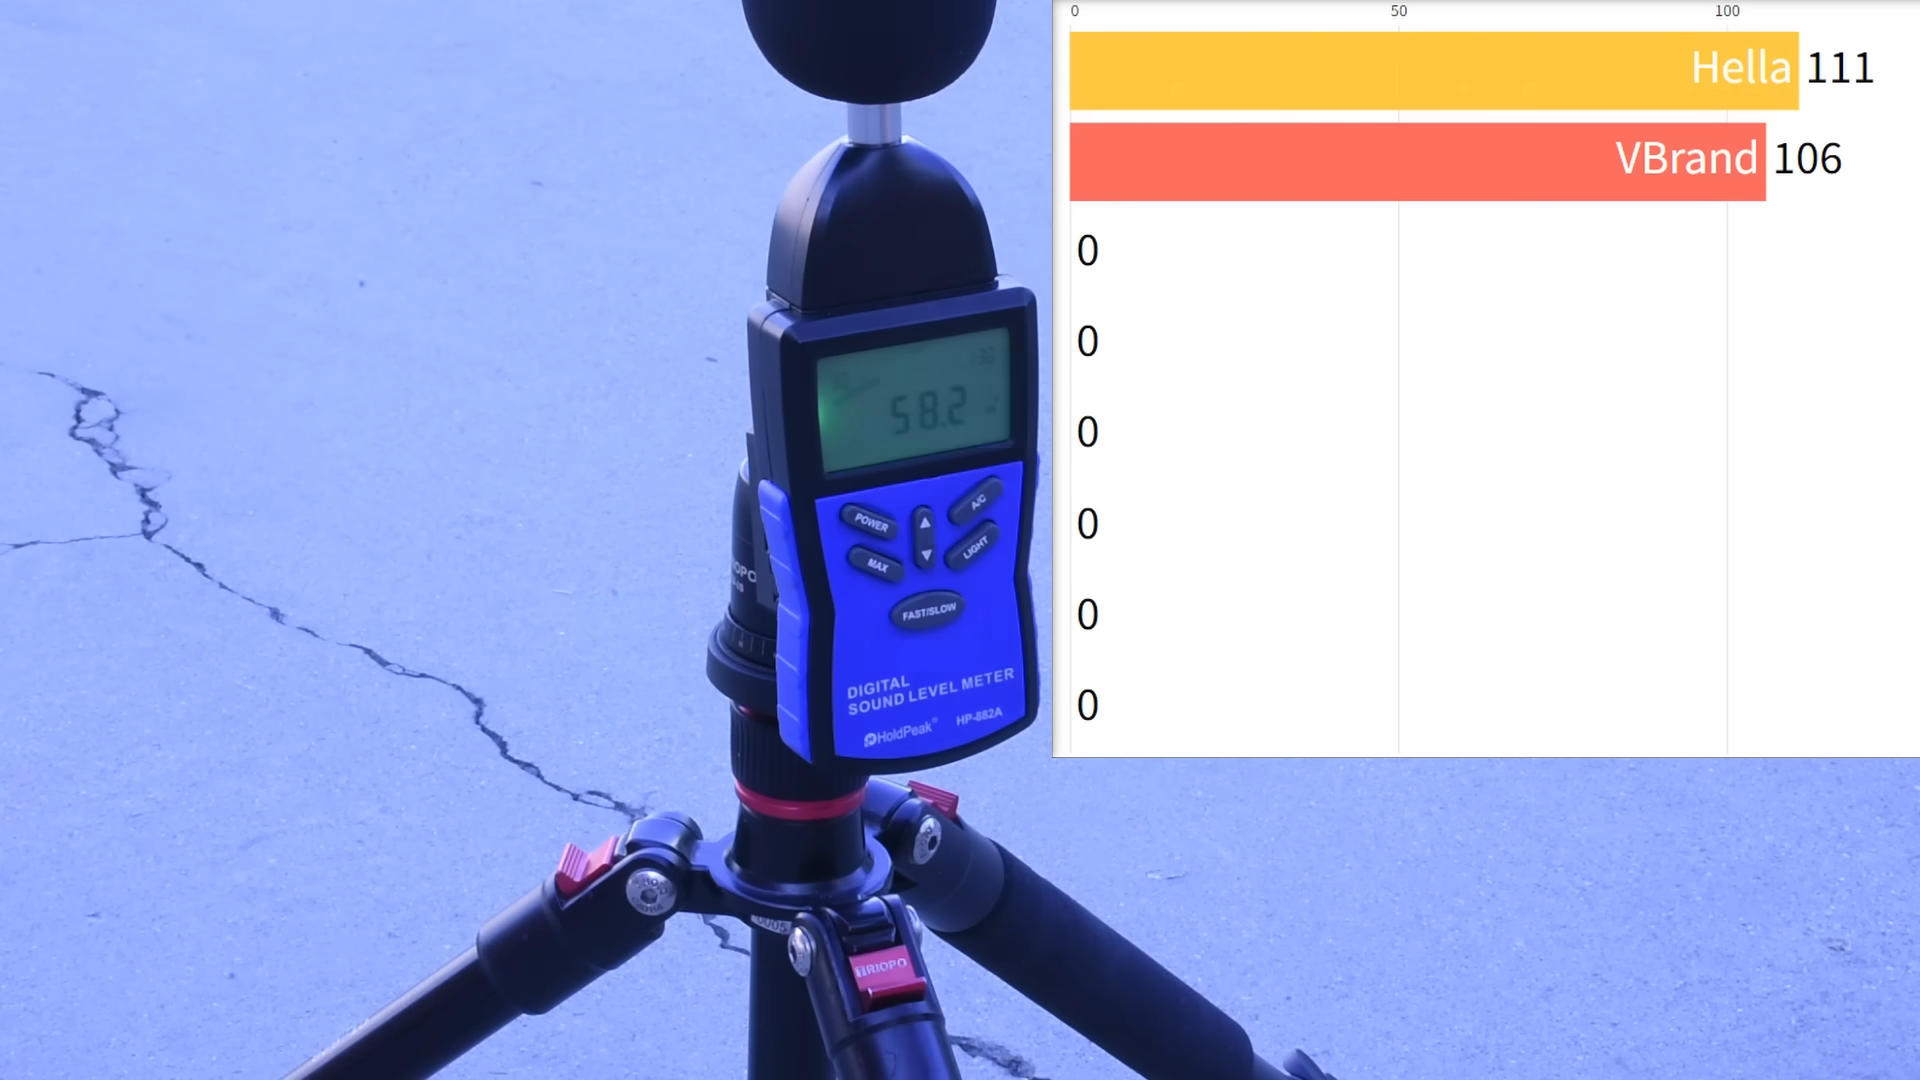 0 50 100
Hella 111
VBrand 106
0
0
0
0
0
0
58.2
POWER
A/C
MAX
LIGHT
FAST/SLOW
DIGITAL
SOUND LEVEL METER
HoldPeak® HP-882A
TRIOPO